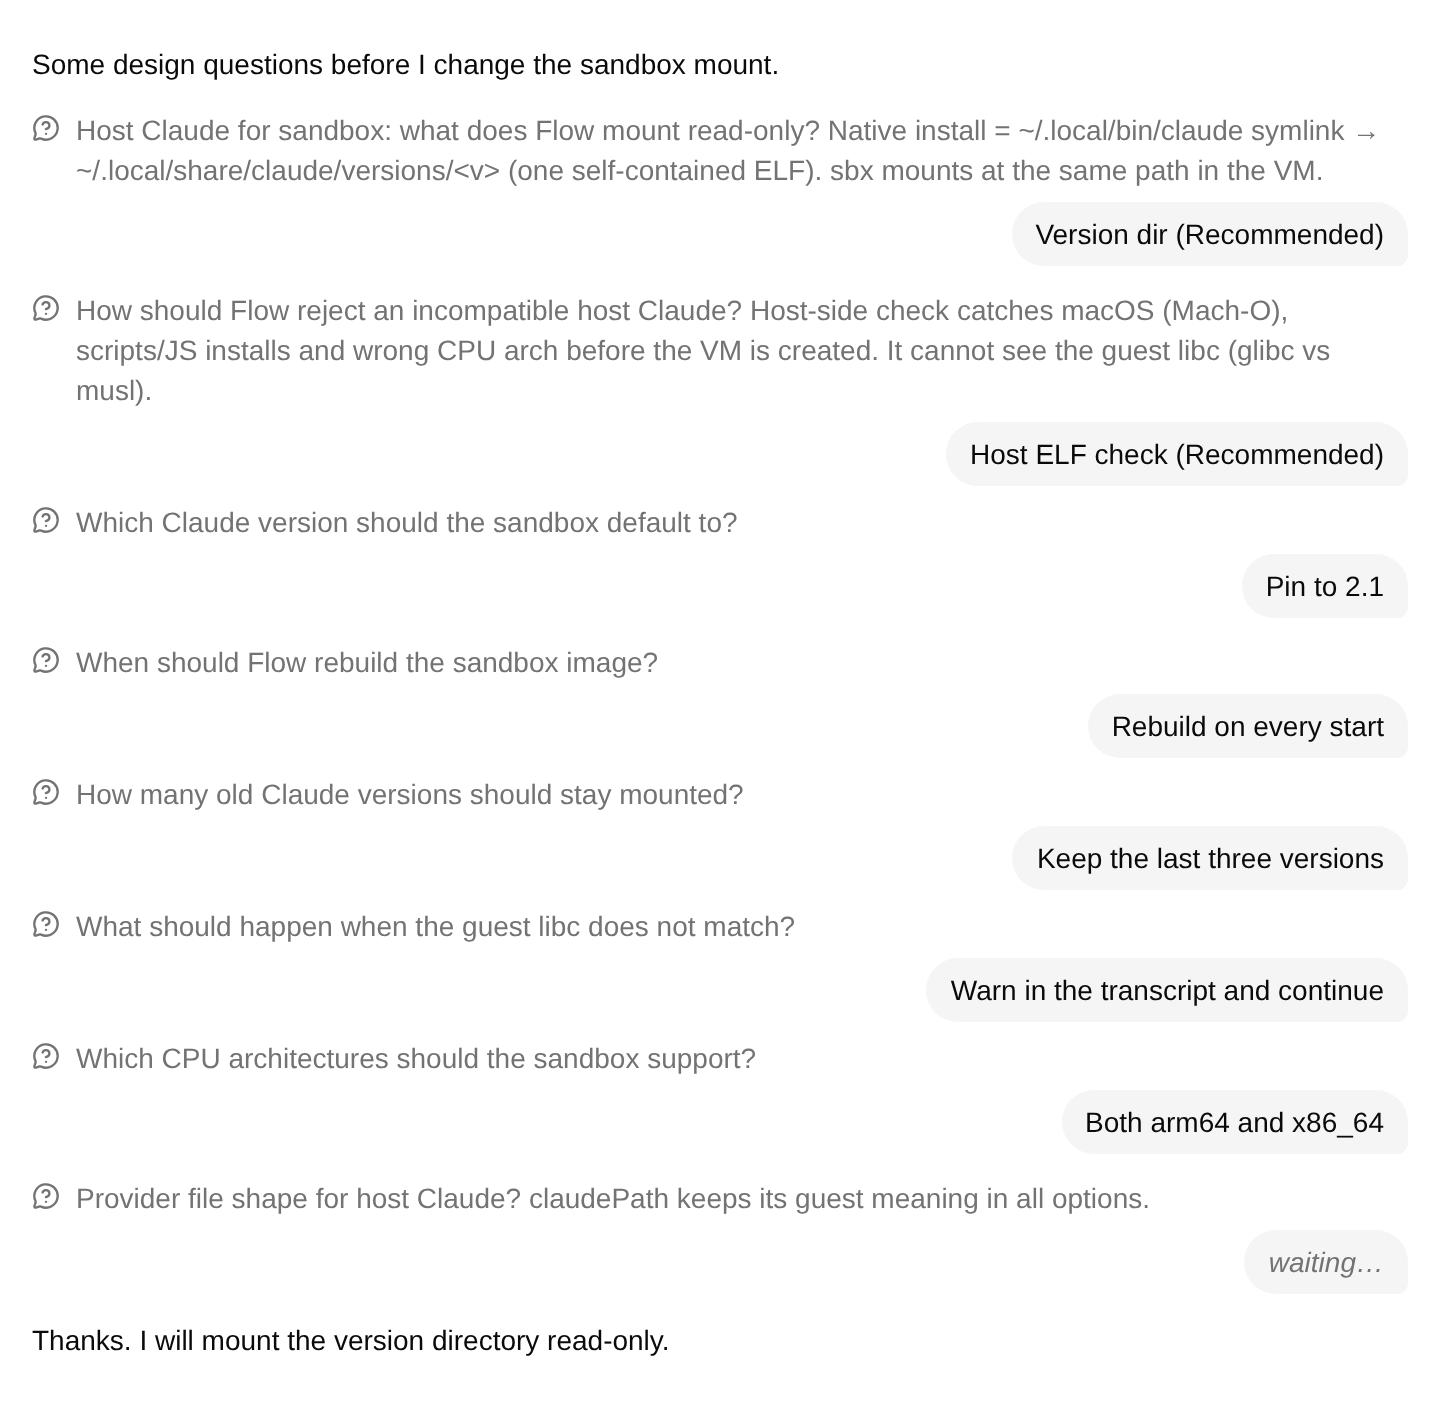 Some design questions before I change the sandbox mount.
Host Claude for sandbox: what does Flow mount read-only? Native install = ~/.local/bin/claude symlink →
~/.local/share/claude/versions/<v> (one self-contained ELF). sbx mounts at the same path in the VM.
Version dir (Recommended)
How should Flow reject an incompatible host Claude? Host-side check catches macOS (Mach-O),
scripts/JS installs and wrong CPU arch before the VM is created. It cannot see the guest libc (glibc vs
musl).
Host ELF check (Recommended)
Which Claude version should the sandbox default to?
Pin to 2.1
When should Flow rebuild the sandbox image?
Rebuild on every start
How many old Claude versions should stay mounted?
Keep the last three versions
What should happen when the guest libc does not match?
Warn in the transcript and continue
Which CPU architectures should the sandbox support?
Both arm64 and x86_64
Provider file shape for host Claude? claudePath keeps its guest meaning in all options.
waiting…
Thanks. I will mount the version directory read-only.